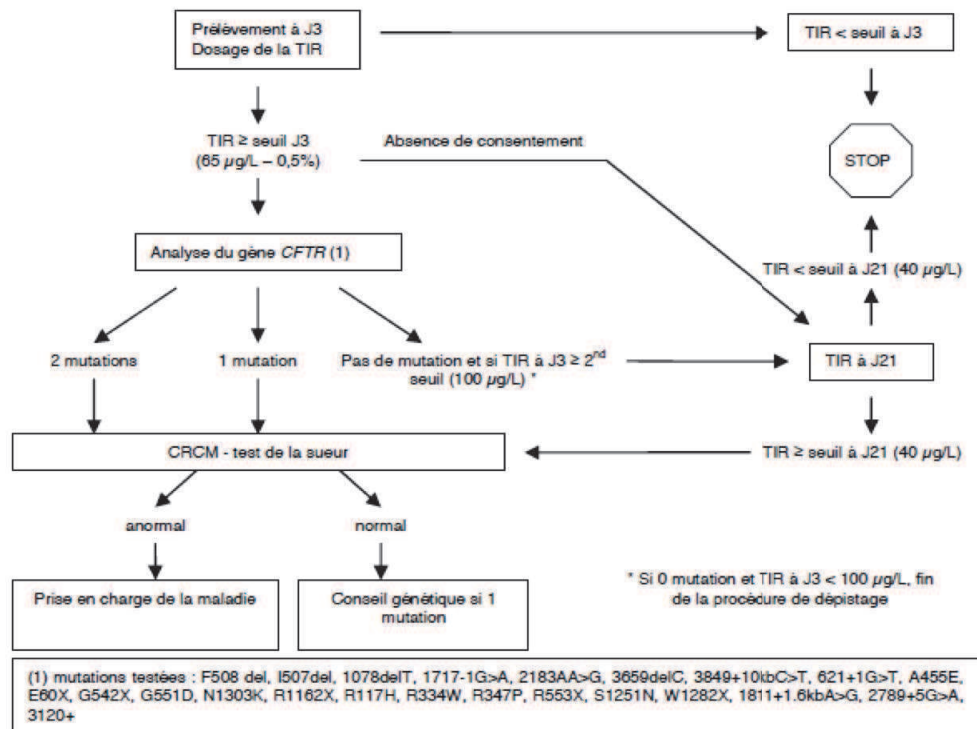 Prélèvement à J3
Dosage de la TIR
TIR < seuil à J3
TIR ≥ seuil J3
(65 µg/L – 0,5%)
Absence de consentement
STOP
Analyse du gène CFTR (1)
TIR < seuil à J21 (40 µg/L)
2 mutations
1 mutation
Pas de mutation et si TIR à J3 ≥ 2nd
seuil (100 µg/L) *
TIR à J21
CRCM - test de la sueur
TIR ≥ seuil à J21 (40 µg/L)
anormal
normal
Prise en charge de la maladie
Conseil génétique si 1
mutation
* Si 0 mutation et TIR à J3 < 100 µg/L, fin
de la procédure de dépistage
(1) mutations testées : F508 del, I507del, 1078delT, 1717-1G>A, 2183AA>G, 3659delC, 3849+10kbC>T, 621+1G>T, A455E,
E60X, G542X, G551D, N1303K, R1162X, R117H, R334W, R347P, R553X, S1251N, W1282X, 1811+1.6kbA>G, 2789+5G>A,
3120+